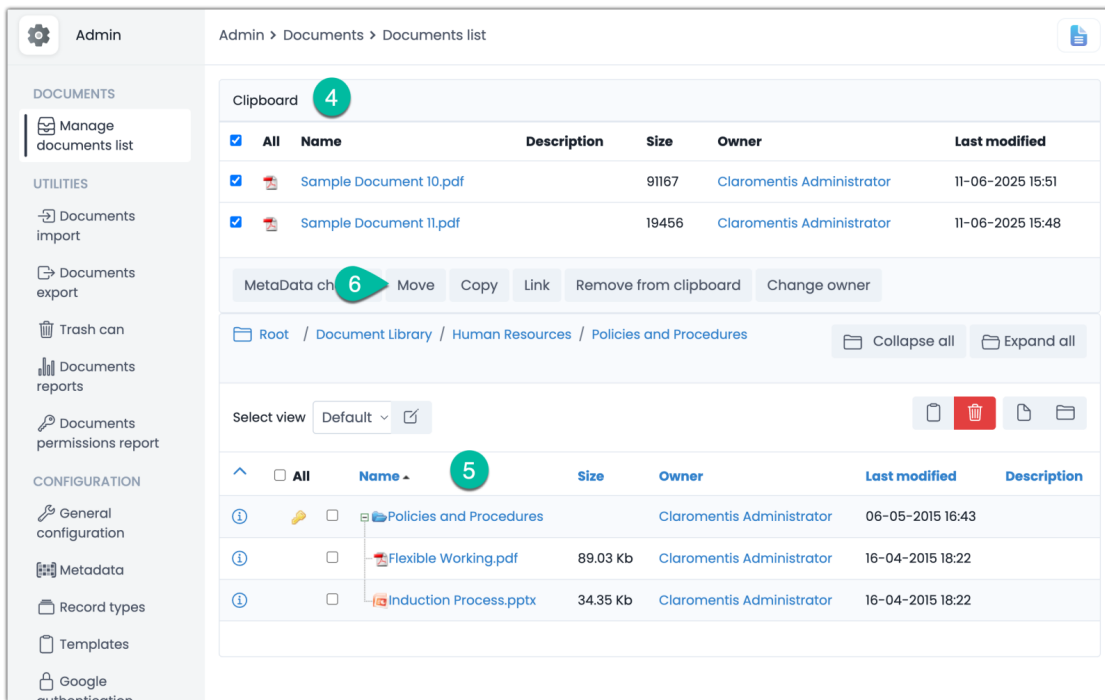 Admin
Admin > Documents > Documents list
DOCUMENTS
Manage
documents list
UTILITIES
Documents
import
Documents
export
Trash can
Documents
reports
Documents
permissions report
CONFIGURATION
General
configuration
Metadata
Record types
Templates
Google
authentication
Clipboard 4
All Name Description Size Owner Last modified
Sample Document 10.pdf 91167 Claromentis Administrator 11-06-2025 15:51
Sample Document 11.pdf 19456 Claromentis Administrator 11-06-2025 15:48
MetaData ch 6 Move Copy Link Remove from clipboard Change owner
Root / Document Library / Human Resources / Policies and Procedures Collapse all Expand all
Select view Default
5
All Name Size Owner Last modified Description
Policies and Procedures Claromentis Administrator 06-05-2015 16:43
Flexible Working.pdf 89.03 Kb Claromentis Administrator 16-04-2015 18:22
Induction Process.pptx 34.35 Kb Claromentis Administrator 16-04-2015 18:22